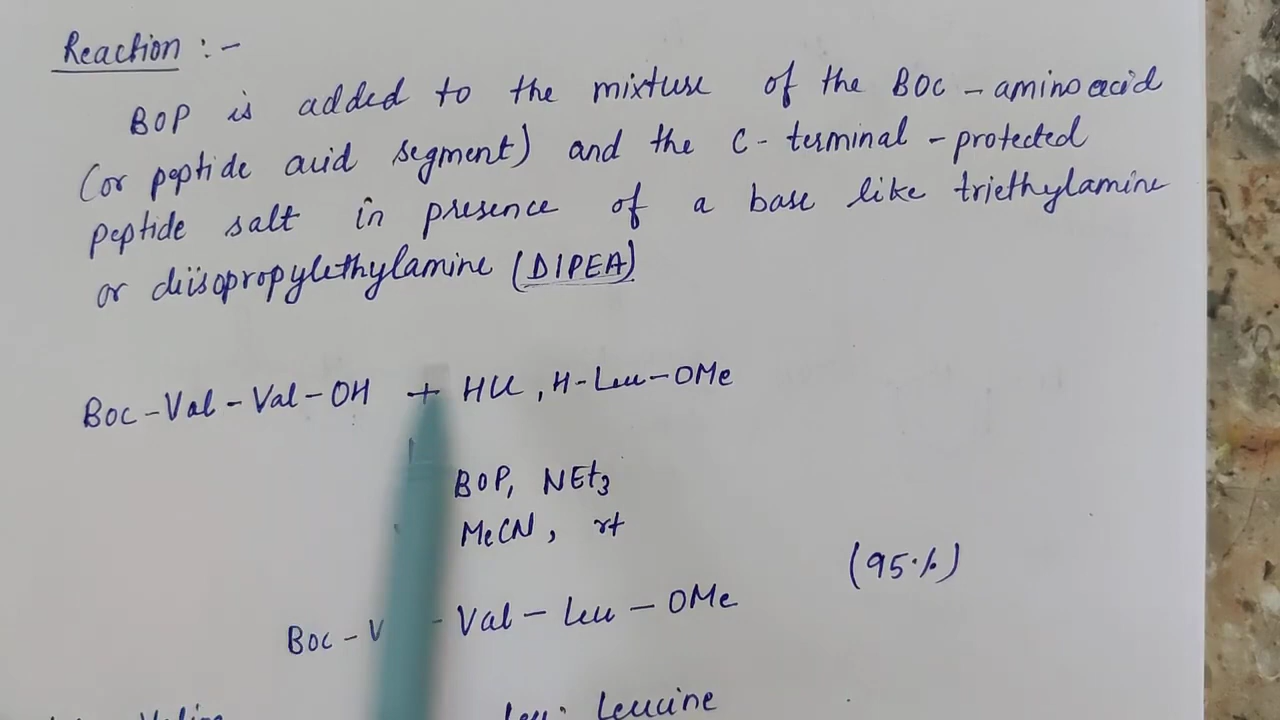 Reaction :-
BOP is added to the mixture of the BOC - amino acid
(or peptide acid segment) and the C - terminal - protected
peptide salt in presence of a base like triethylamine
or diisopropylethylamine (DIPEA)
Boc - Val - Val - OH + HCl , H - Leu - OMe
BOP, NEt3
MeCN, rt
(95%)
Boc - V - Val - Leu - OMe
Leucine